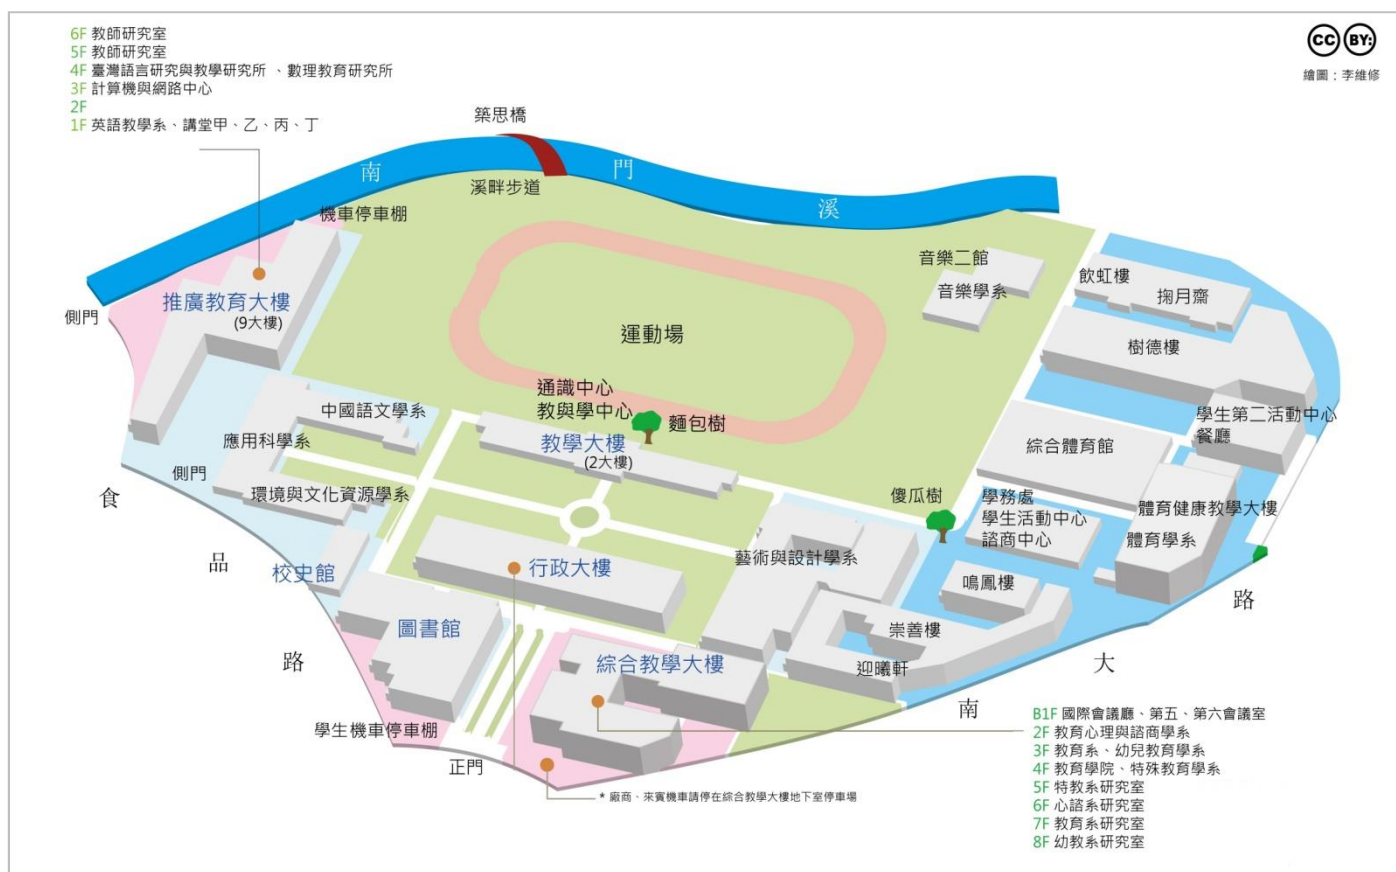 6F 教師研究室
5F 教師研究室
4F 臺灣語言研究與教學研究所 、數理教育研究所
3F 計算機與網路中心
2F
1F 英語教學系、講堂甲、乙、丙、丁
CC BY:
繪圖：李維修
築思橋
南
門
溪
溪畔步道
機車停車棚
推廣教育大樓
(9大樓)
側門
音樂二館
音樂學系
飲虹樓
掬月齋
樹德樓
運動場
通識中心
教與學中心
麵包樹
教學大樓
(2大樓)
中國語文學系
應用科學系
側門
環境與文化資源學系
學生第二活動中心
餐廳
綜合體育館
體育健康教學大樓
體育學系
傻瓜樹
學務處
學生活動中心
諮商中心
食
品
路
校史館
行政大樓
藝術與設計學系
鳴鳳樓
崇善樓
迎曦軒
圖書館
綜合教學大樓
南
大
路
學生機車停車棚
正門
* 廠商、來賓機車請停在綜合教學大樓地下室停車場
B1F 國際會議廳、第五、第六會議室
2F 教育心理與諮商學系
3F 教育系、幼兒教育學系
4F 教育學院、特殊教育學系
5F 特教系研究室
6F 心諮系研究室
7F 教育系研究室
8F 幼教系研究室